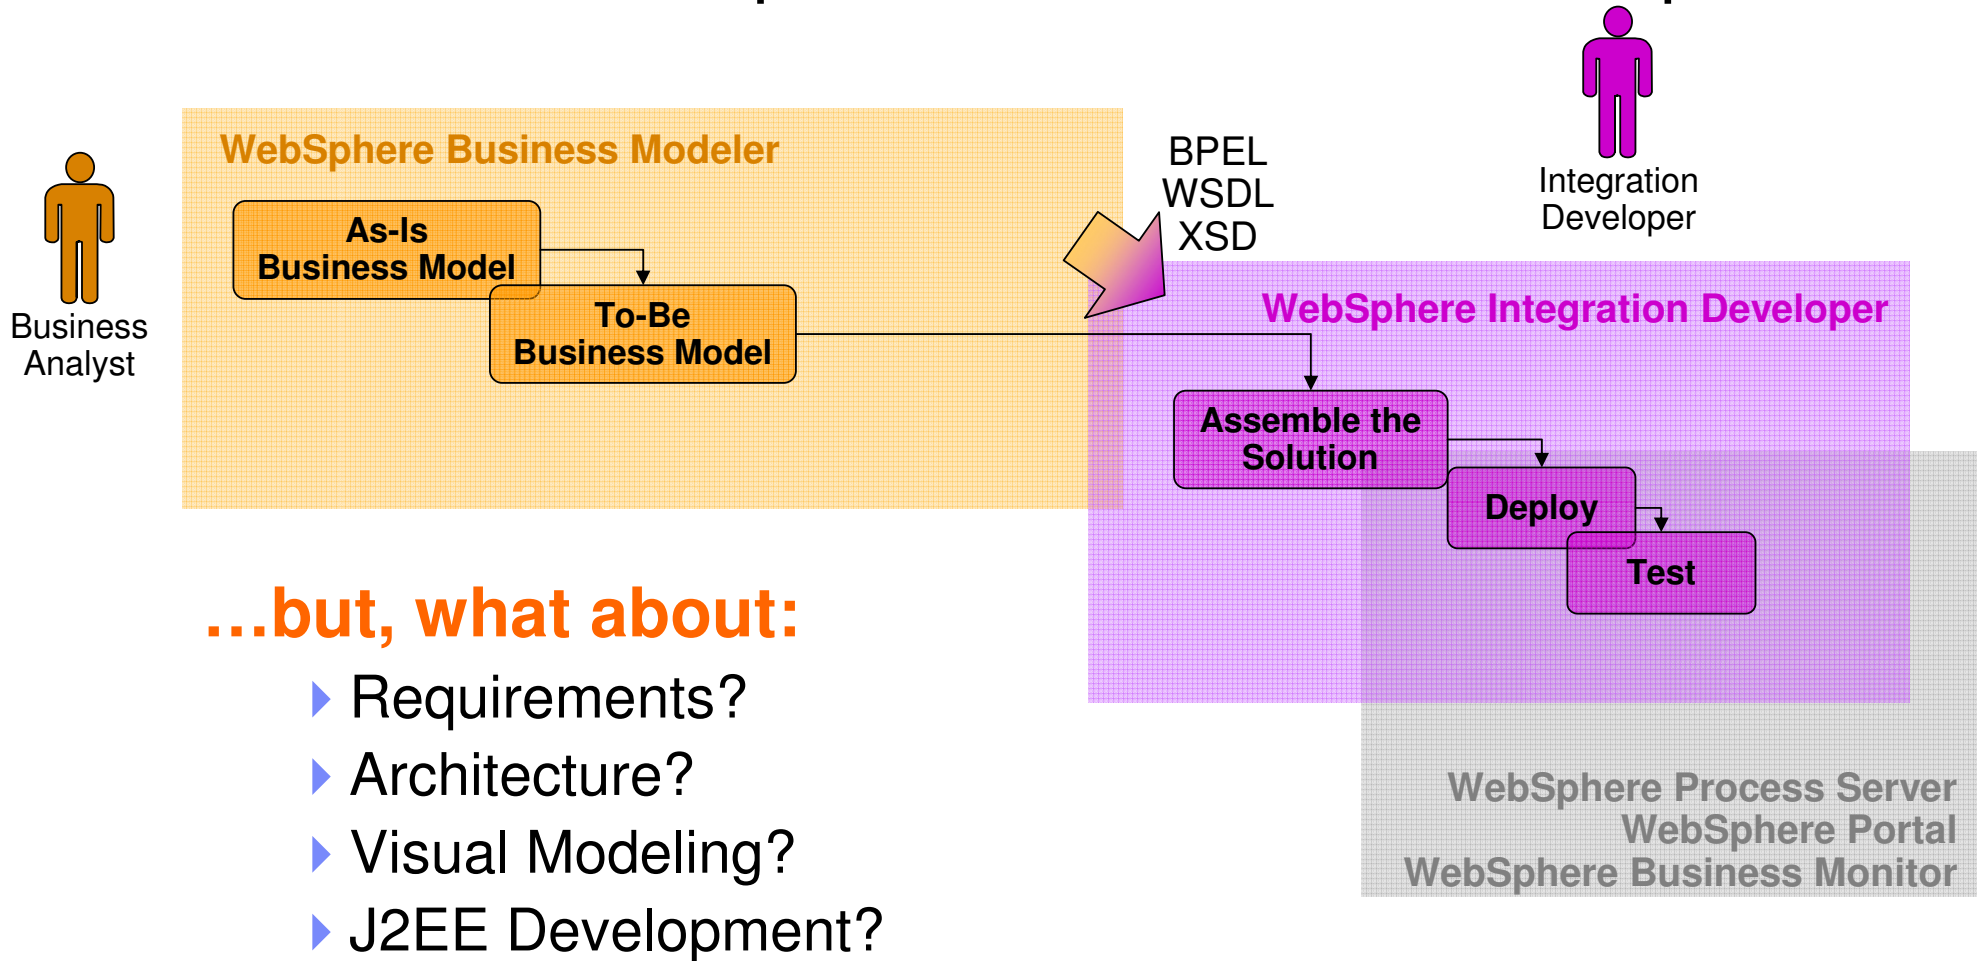 WebSphere Business Modeler
BPEL
WSDL
XSD
Integration
Developer
As-Is
Business Model
Business
Analyst
To-Be
Business Model
WebSphere Integration Developer
Assemble the
Solution
Deploy
Test
…but, what about:
Requirements?
Architecture?
Visual Modeling?
J2EE Development?
WebSphere Process Server
WebSphere Portal
WebSphere Business Monitor